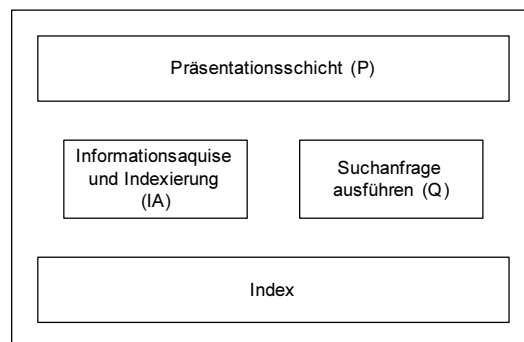 Präsentationsschicht (P)
Informationsaquise
und Indexierung
(IA)
Suchanfrage
ausführen (Q)
Index